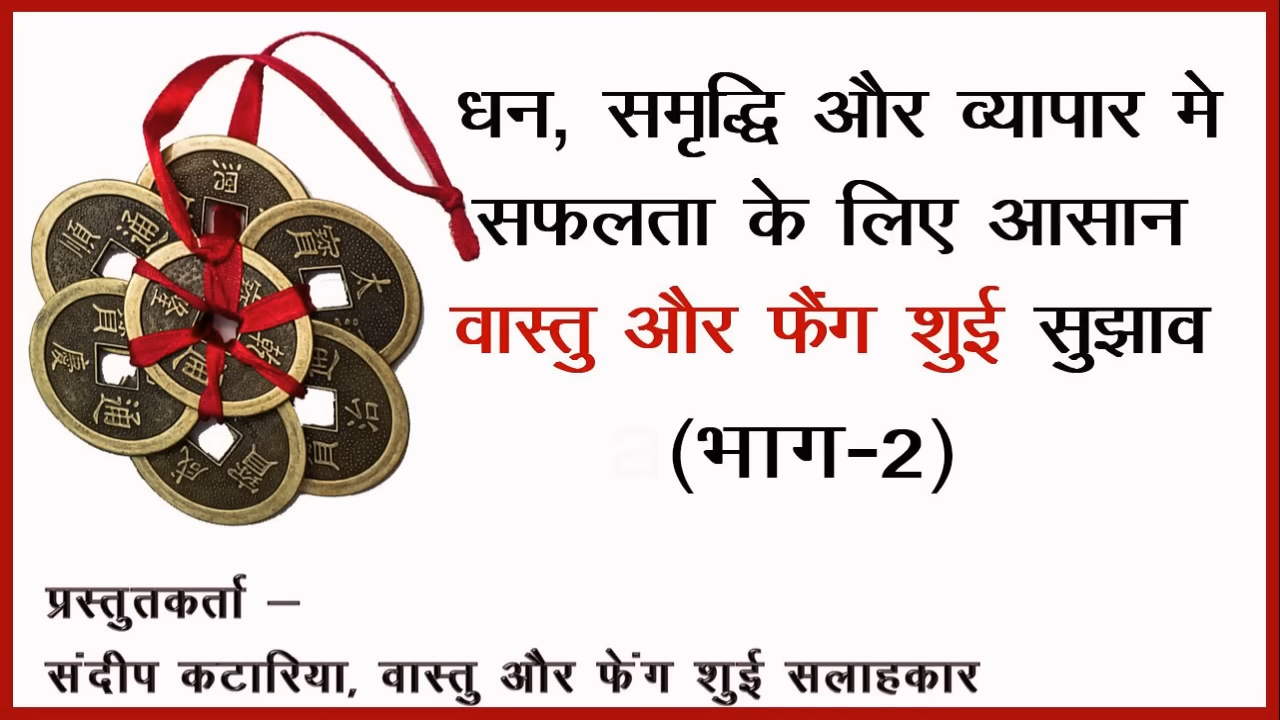 धन, समृद्धि और व्यापार मे
सफलता के लिए आसान
वास्तु और फैंग शुई सुझाव
(भाग-2)
प्रस्तुतकर्ता –
संदीप कटारिया, वास्तु और फेंग शुई सलाहकार